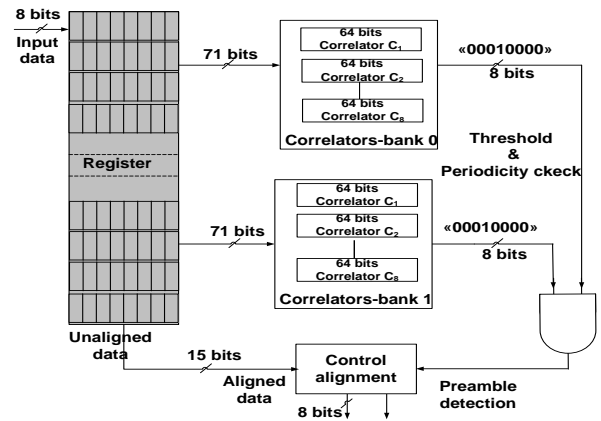 8 bits
Input
data
Register
Unaligned
data
71 bits
64 bits
Correlator C1
64 bits
Correlator C2
64 bits
Correlator C8
Correlators-bank 0
«00010000»
8 bits
Threshold
&
Periodicity ckeck
71 bits
64 bits
Correlator C1
64 bits
Correlator C2
64 bits
Correlator C8
Correlators-bank 1
«00010000»
8 bits
15 bits
Aligned
data
Control
alignment
8 bits
Preamble
detection